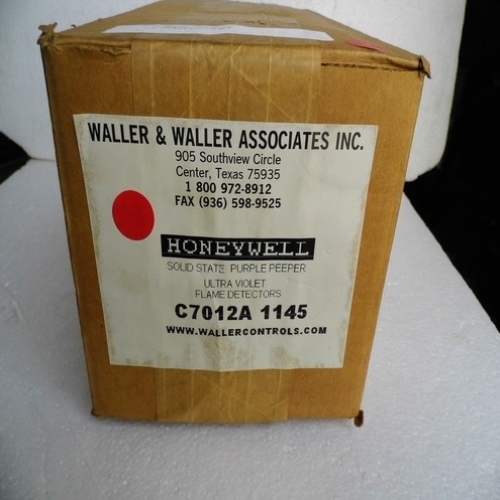 WALLER & WALLER ASSOCIATES INC.
905 Southview Circle
Center, Texas 75935
1 800 972-8912
FAX (936) 598-9525
HONEYWELL
SOLID STATE PURPLE PEEPER
ULTRA VIOLET
FLAME DETECTORS
C7012A 1145
WWW.WALLERCONTROLS.COM